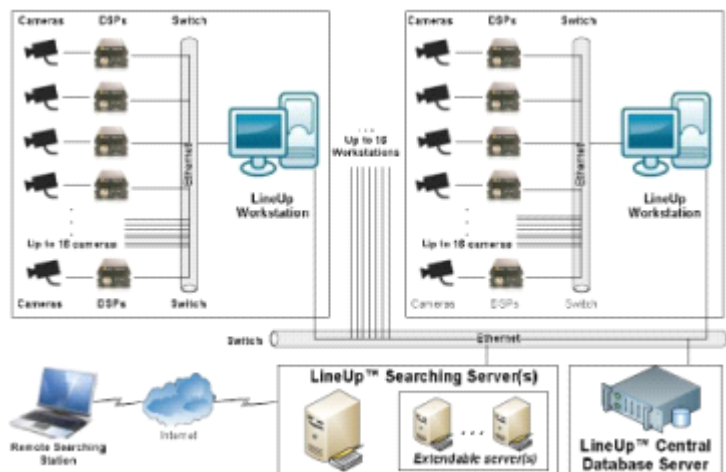 Cameras DSPs Switch
Ethernet
LineUp
Workstation
Up to 16 cameras
Cameras DSPs Switch
...
Up to 16
Workstations
Cameras DSPs Switch
Ethernet
LineUp
Workstation
Up to 16 cameras
Cameras DSPs Switch
Switch
Ethernet
Remote Searching
Station
Internet
LineUp™ Searching Server(s)
...
Extendable server(s)
LineUp™ Central
Database Server